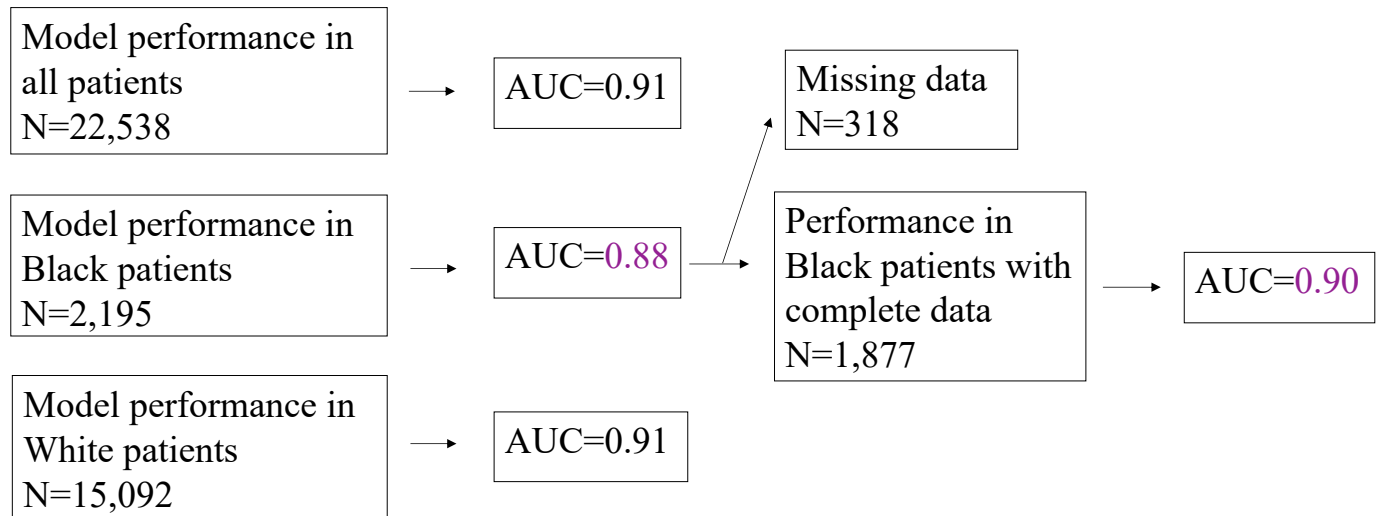 Model performance in
all patients
N=22,538
AUC=0.91
Missing data
N=318
Model performance in
Black patients
N=2,195
AUC=0.88
Performance in
Black patients with
complete data
N=1,877
AUC=0.90
Model performance in
White patients
N=15,092
AUC=0.91